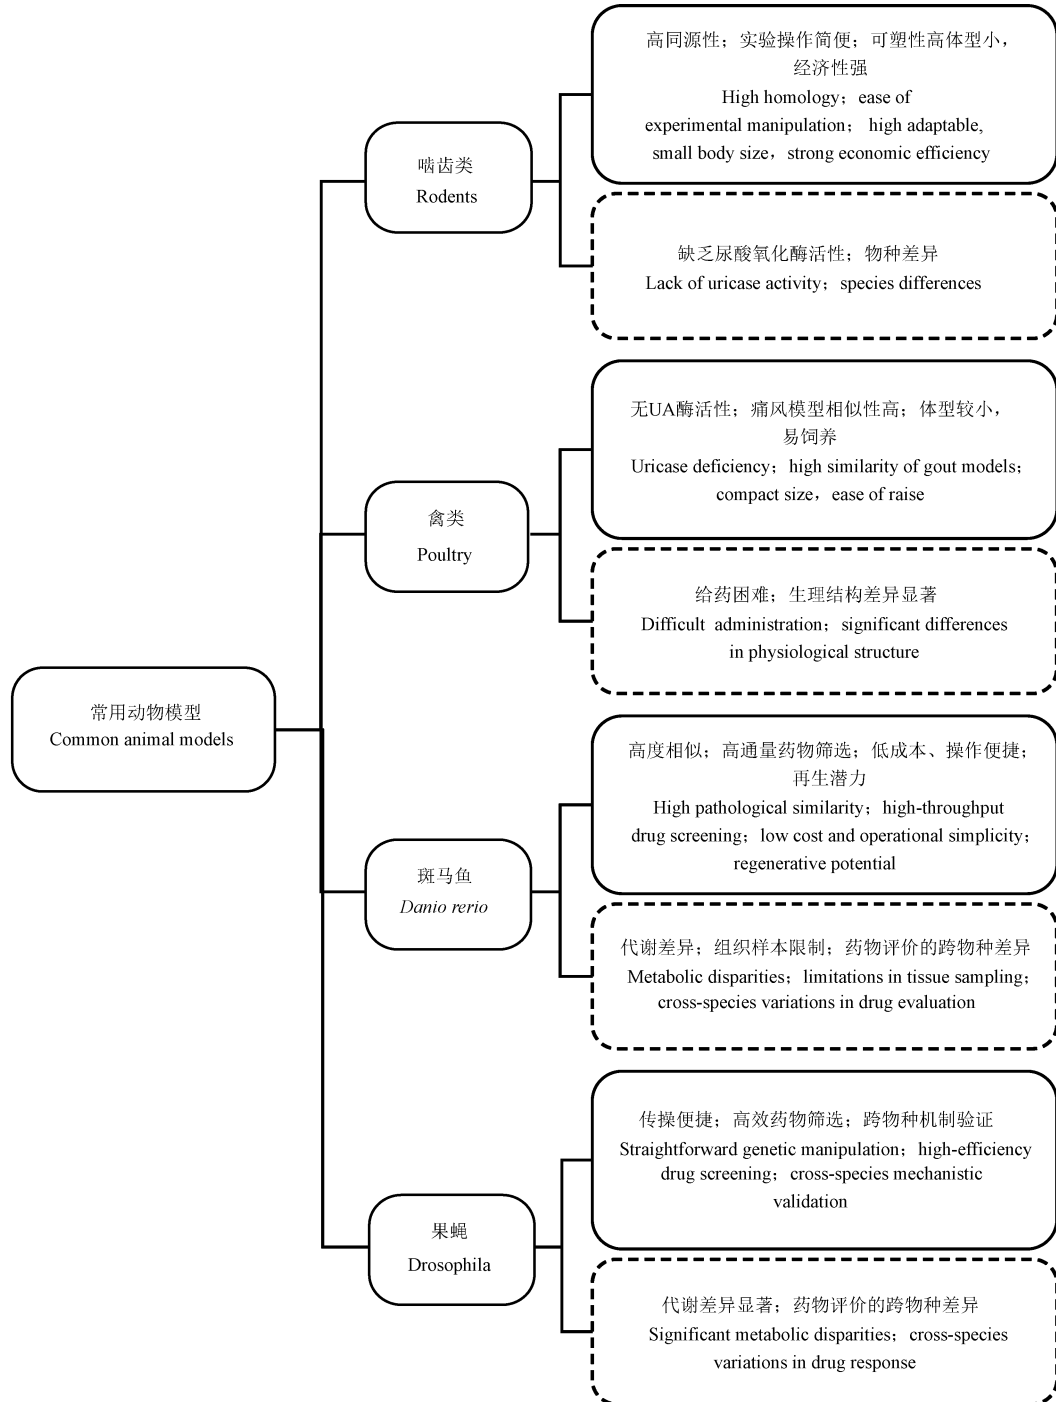 常用动物模型
Common animal models
啮齿类
Rodents
高同源性；实验操作简便；可塑性高体型小，
经济性强
High homology；ease of
experimental manipulation； high adaptable,
small body size，strong economic efficiency
缺乏尿酸氧化酶活性；物种差异
Lack of uricase activity；species differences
禽类
Poultry
无UA酶活性；痛风模型相似性高；体型较小，
易饲养
Uricase deficiency；high similarity of gout models；
compact size，ease of raise
给药困难；生理结构差异显著
Difficult administration；significant differences
in physiological structure
斑马鱼
Danio rerio
高度相似；高通量药物筛选；低成本、操作便捷；
再生潜力
High pathological similarity；high-throughput
drug screening；low cost and operational simplicity；
regenerative potential
代谢差异；组织样本限制；药物评价的跨物种差异
Metabolic disparities；limitations in tissue sampling；
cross-species variations in drug evaluation
果蝇
Drosophila
传操便捷；高效药物筛选；跨物种机制验证
Straightforward genetic manipulation；high-efficiency
drug screening；cross-species mechanistic
validation
代谢差异显著；药物评价的跨物种差异
Significant metabolic disparities；cross-species
variations in drug response